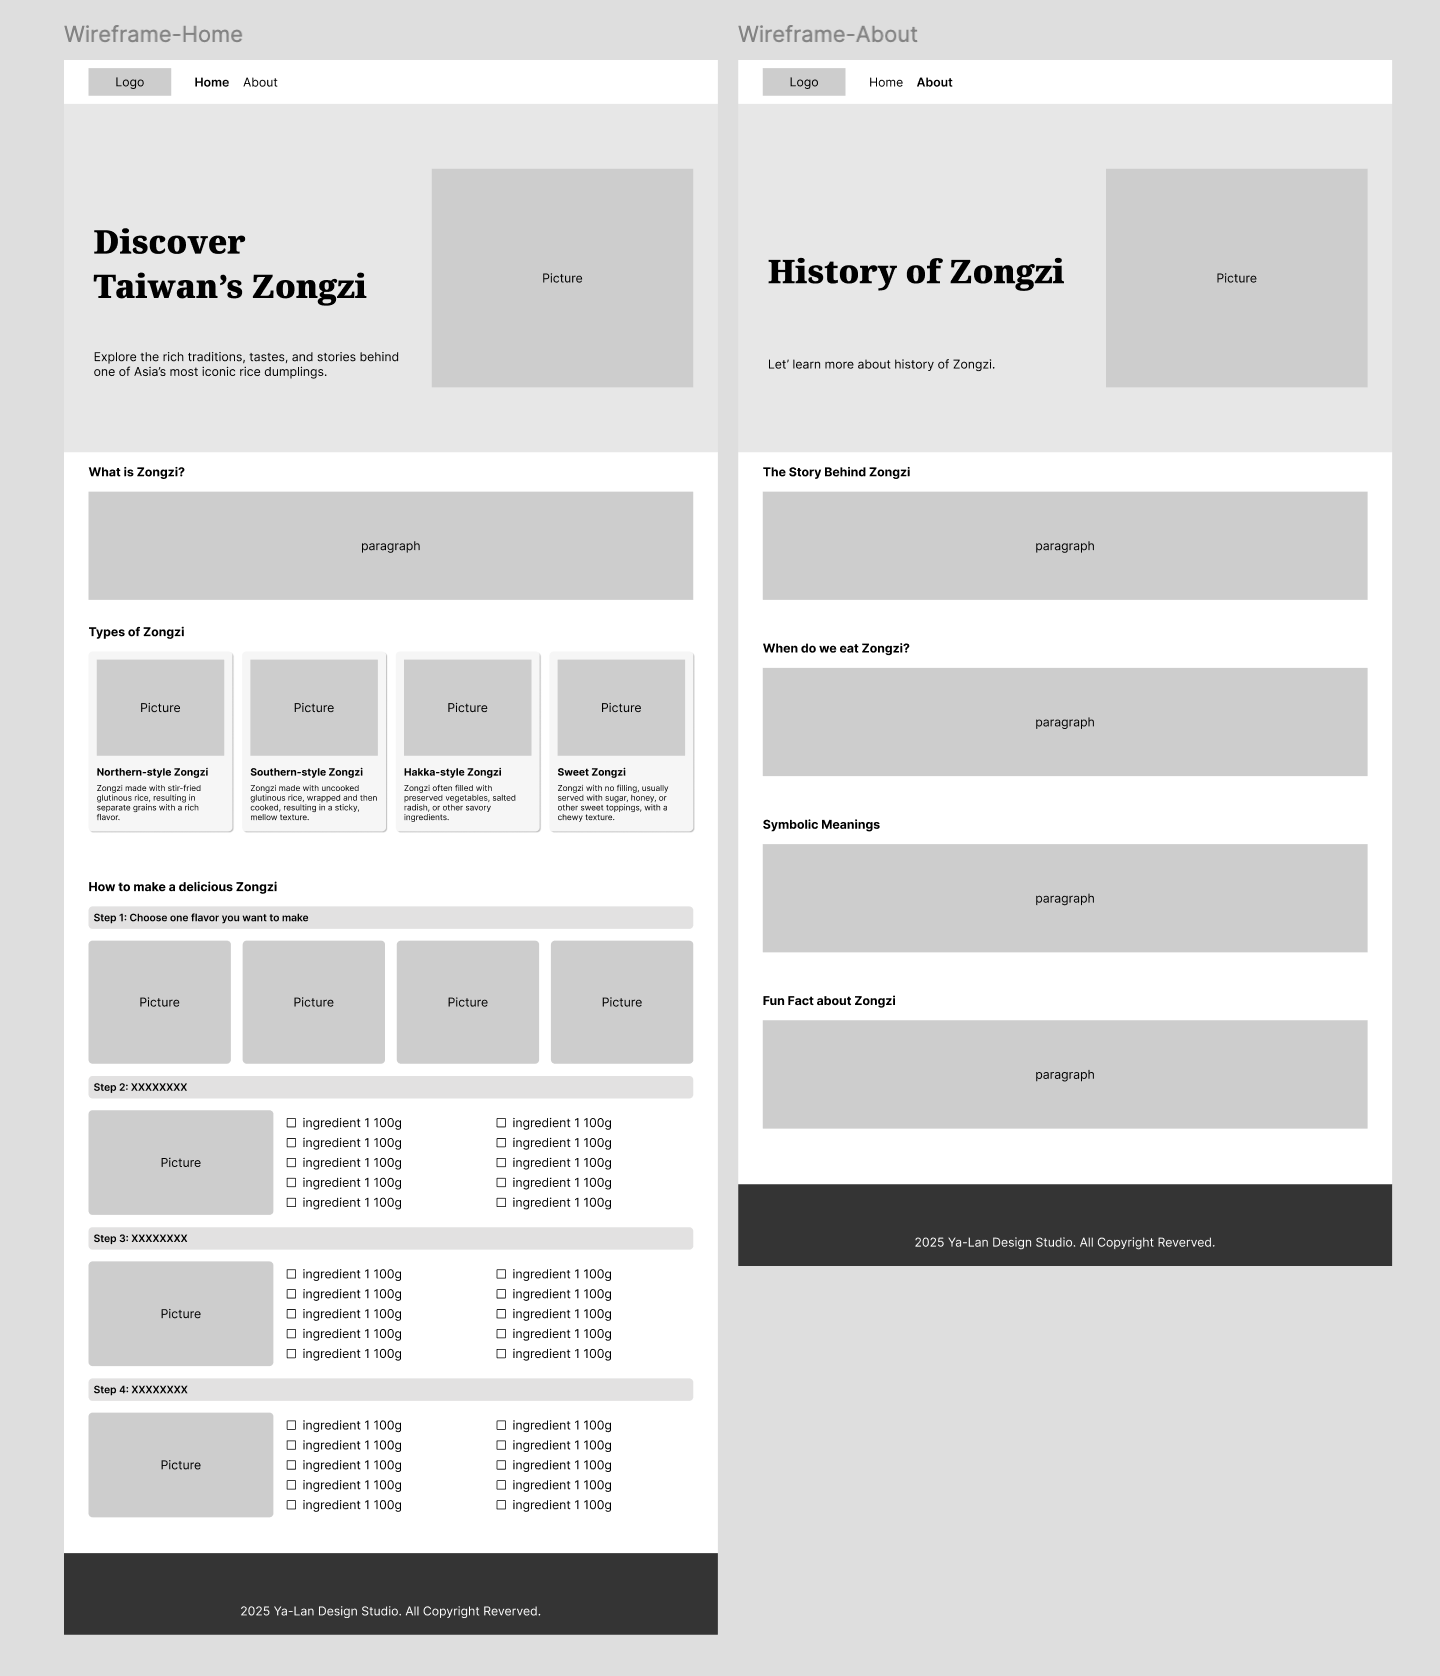 Wireframe-Home
Logo
Home
About
Discover
Taiwan’s Zongzi
Explore the rich traditions, tastes, and stories behind
one of Asia’s most iconic rice dumplings.
Picture
What is Zongzi?
paragraph
Types of Zongzi
Picture
Northern-style Zongzi
Zongzi made with stir-fried
glutinous rice, resulting in
separate grains with a rich
flavor.
Picture
Southern-style Zongzi
Zongzi made with uncooked
glutinous rice, wrapped and then
cooked, resulting in a sticky,
mellow texture.
Picture
Hakka-style Zongzi
Zongzi often filled with
preserved vegetables, salted
radish, or other savory
ingredients.
Picture
Sweet Zongzi
Zongzi with no filling, usually
served with sugar, honey, or
other sweet toppings, with a
chewy texture.
How to make a delicious Zongzi
Step 1: Choose one flavor you want to make
Picture
Picture
Picture
Picture
Step 2: XXXXXXXX
Picture
ingredient 1 100g
ingredient 1 100g
ingredient 1 100g
ingredient 1 100g
ingredient 1 100g
ingredient 1 100g
ingredient 1 100g
ingredient 1 100g
ingredient 1 100g
ingredient 1 100g
Step 3: XXXXXXXX
Picture
ingredient 1 100g
ingredient 1 100g
ingredient 1 100g
ingredient 1 100g
ingredient 1 100g
ingredient 1 100g
ingredient 1 100g
ingredient 1 100g
ingredient 1 100g
ingredient 1 100g
Step 4: XXXXXXXX
Picture
ingredient 1 100g
ingredient 1 100g
ingredient 1 100g
ingredient 1 100g
ingredient 1 100g
ingredient 1 100g
ingredient 1 100g
ingredient 1 100g
ingredient 1 100g
ingredient 1 100g
2025 Ya-Lan Design Studio. All Copyright Reverved.
Wireframe-About
Logo
Home
About
History of Zongzi
Let’ learn more about history of Zongzi.
Picture
The Story Behind Zongzi
paragraph
When do we eat Zongzi?
paragraph
Symbolic Meanings
paragraph
Fun Fact about Zongzi
paragraph
2025 Ya-Lan Design Studio. All Copyright Reverved.